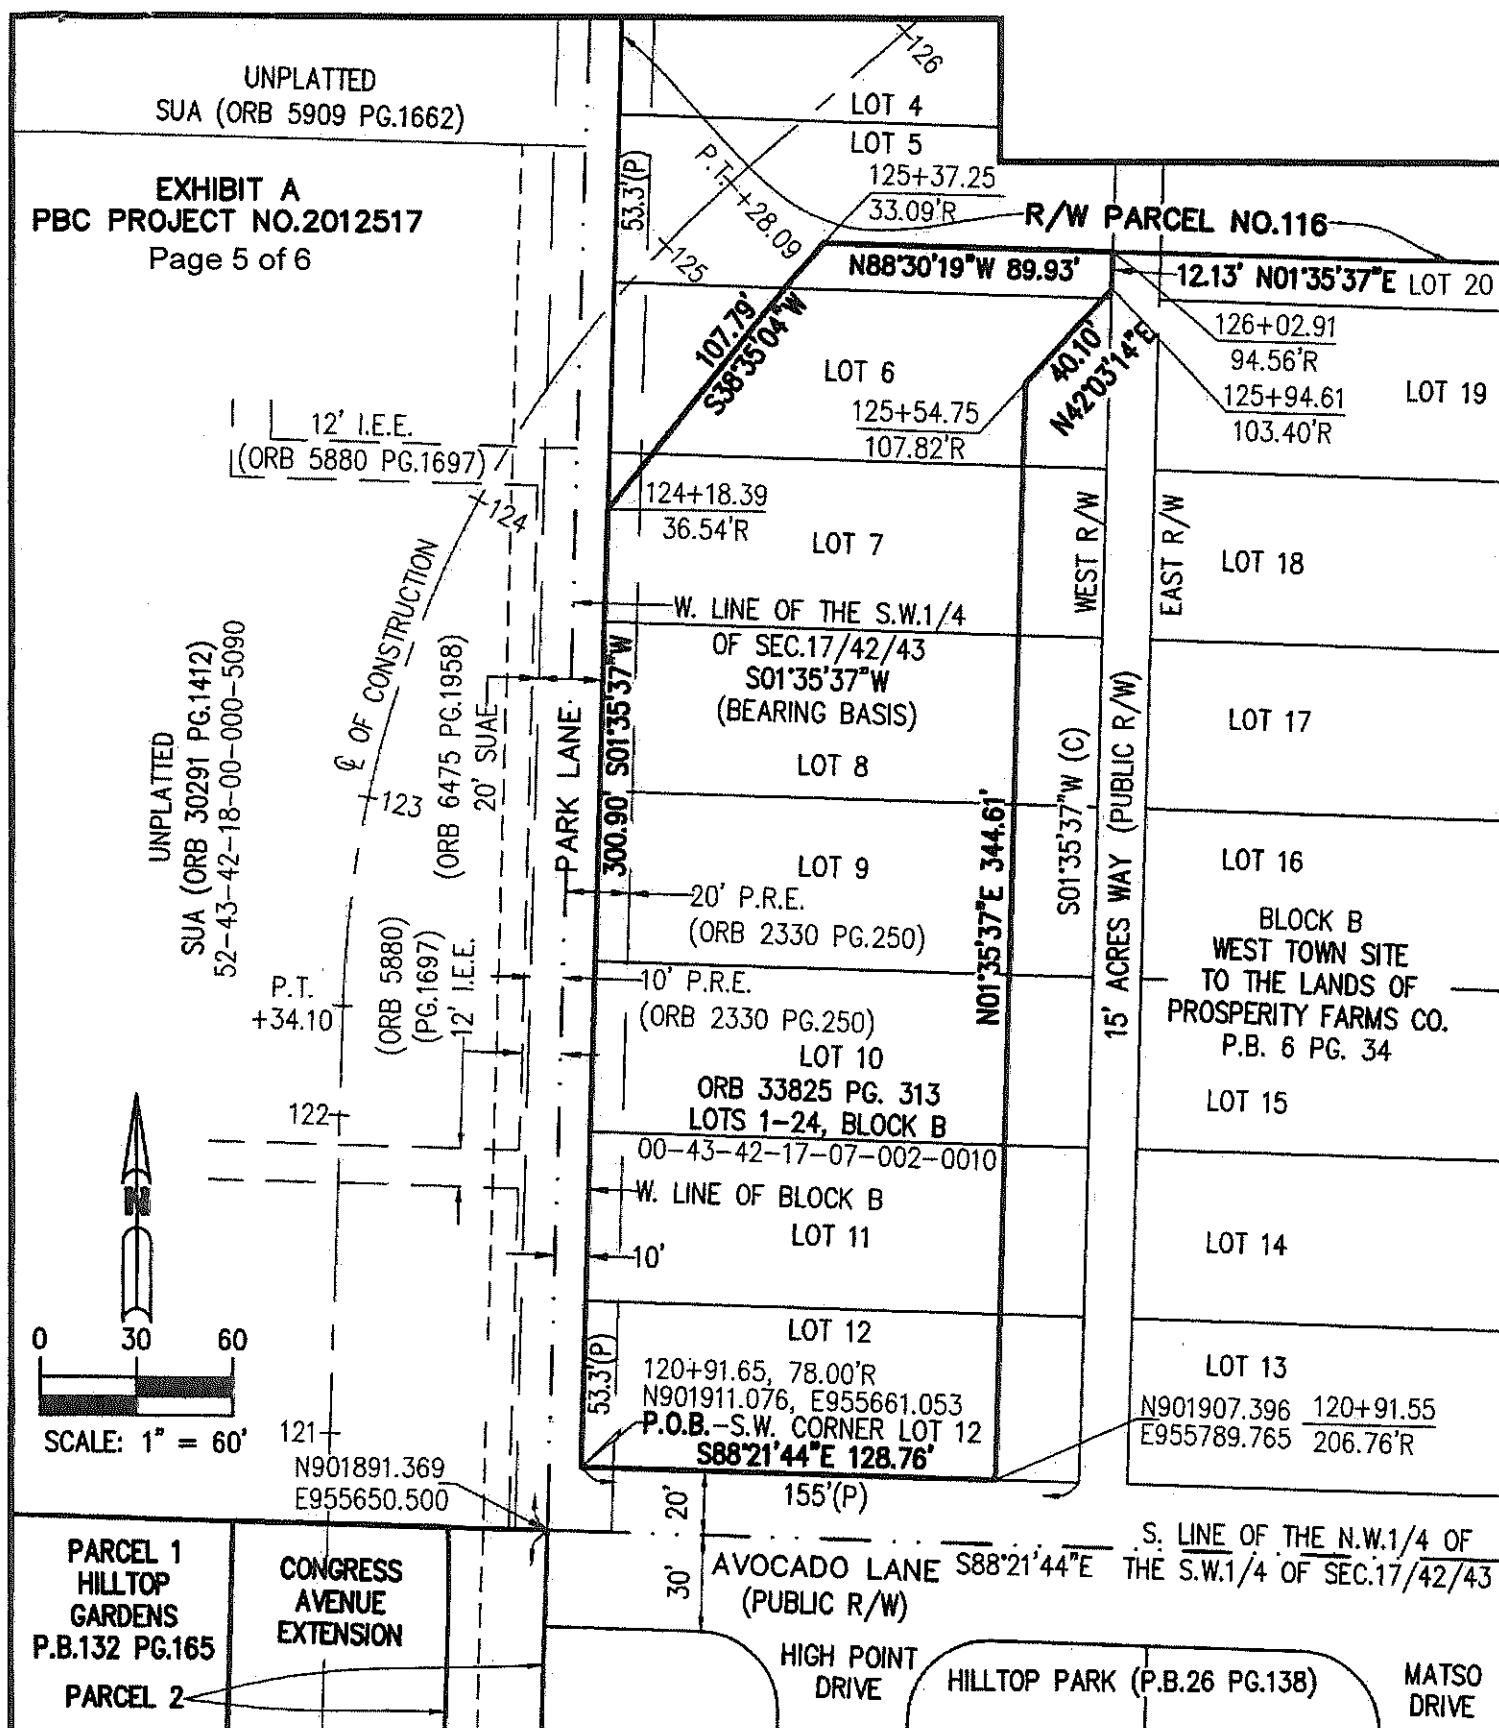 UNPLATTED
SUA (ORB 5909 PG.1662)
EXHIBIT A
PBC PROJECT NO.2012517
Page 5 of 6
126
LOT 4
LOT 5
53.3'(P)
P.T. +28.09
125
125+37.25
33.09'R
R/W PARCEL NO.116
N88°30'19"W 89.93'
12.13' N01°35'37"E
LOT 20
107.79'
S38°35'04"W
40.10'
N42°03'14"E
126+02.91
94.56'R
LOT 6
125+94.61
103.40'R
LOT 19
125+54.75
107.82'R
12' I.E.E.
(ORB 5880 PG.1697)
124
124+18.39
36.54'R
LOT 7
WEST R/W
EAST R/W
LOT 18
℄ OF CONSTRUCTION
W. LINE OF THE S.W.1/4
OF SEC.17/42/43
S01°35'37"W
(BEARING BASIS)
UNPLATTED
SUA (ORB 30291 PG.1412)
52-43-42-18-00-000-5090
(ORB 6475 PG.1958)
20' SUAE
PARK LANE
300.90' S01°35'37"W
LOT 17
LOT 8
123
S01°35'37"W (C)
15' ACRES WAY (PUBLIC R/W)
N01°35'37"E 344.61'
LOT 9
LOT 16
20' P.R.E.
(ORB 2330 PG.250)
BLOCK B
WEST TOWN SITE
TO THE LANDS OF
PROSPERITY FARMS CO.
P.B. 6 PG. 34
P.T.
+34.10
(ORB 5880)
(PG.1697)
12' I.E.E.
10' P.R.E.
(ORB 2330 PG.250)
LOT 10
ORB 33825 PG. 313
LOTS 1-24, BLOCK B
00-43-42-17-07-002-0010
LOT 15
122
N
W. LINE OF BLOCK B
LOT 11
LOT 14
10'
0 30 60
SCALE: 1" = 60'
LOT 12
53.3'(P)
120+91.65, 78.00'R
N901911.076, E955661.053
P.O.B.-S.W. CORNER LOT 12
S88°21'44"E 128.76'
LOT 13
N901907.396
E955789.765
120+91.55
206.76'R
121
N901891.369
E955650.500
155'(P)
20'
30'
S. LINE OF THE N.W.1/4 OF
THE S.W.1/4 OF SEC.17/42/43
AVOCADO LANE S88°21'44"E
(PUBLIC R/W)
PARCEL 1
HILLTOP
GARDENS
P.B.132 PG.165
CONGRESS
AVENUE
EXTENSION
PARCEL 2
HIGH POINT
DRIVE
HILLTOP PARK (P.B.26 PG.138)
MATSO
DRIVE